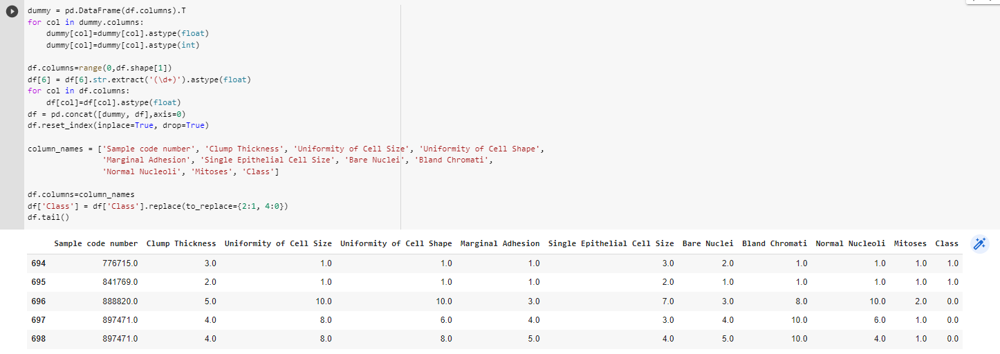 dummy = pd.DataFrame(df.columns).T
for col in dummy.columns:
    dummy[col]=dummy[col].astype(float)
    dummy[col]=dummy[col].astype(int)
df.columns=range(0,df.shape[1])
df[6] = df[6].str.extract('(\d+)').astype(float)
for col in df.columns:
    df[col]=df[col].astype(float)
df = pd.concat([dummy, df],axis=0)
df.reset_index(inplace=True, drop=True)
column_names = ['Sample code number', 'Clump Thickness', 'Uniformity of Cell Size', 'Uniformity of Cell Shape',
                'Marginal Adhesion', 'Single Epithelial Cell Size', 'Bare Nuclei', 'Bland Chromati',
                'Normal Nucleoli', 'Mitoses', 'Class']
df.columns=column_names
df['Class'] = df['Class'].replace(to_replace={2:1, 4:0})
df.tail()
Sample code number Clump Thickness Uniformity of Cell Size Uniformity of Cell Shape Marginal Adhesion Single Epithelial Cell Size Bare Nuclei Bland Chromati Normal Nucleoli Mitoses Class
694 776715.0 3.0 1.0 1.0 1.0 3.0 2.0 1.0 1.0 1.0 1.0
695 841769.0 2.0 1.0 1.0 1.0 2.0 1.0 1.0 1.0 1.0 1.0
696 888820.0 5.0 10.0 10.0 3.0 7.0 3.0 8.0 10.0 2.0 0.0
697 897471.0 4.0 8.0 6.0 4.0 3.0 4.0 10.0 6.0 1.0 0.0
698 897471.0 4.0 8.0 8.0 5.0 4.0 5.0 10.0 4.0 1.0 0.0